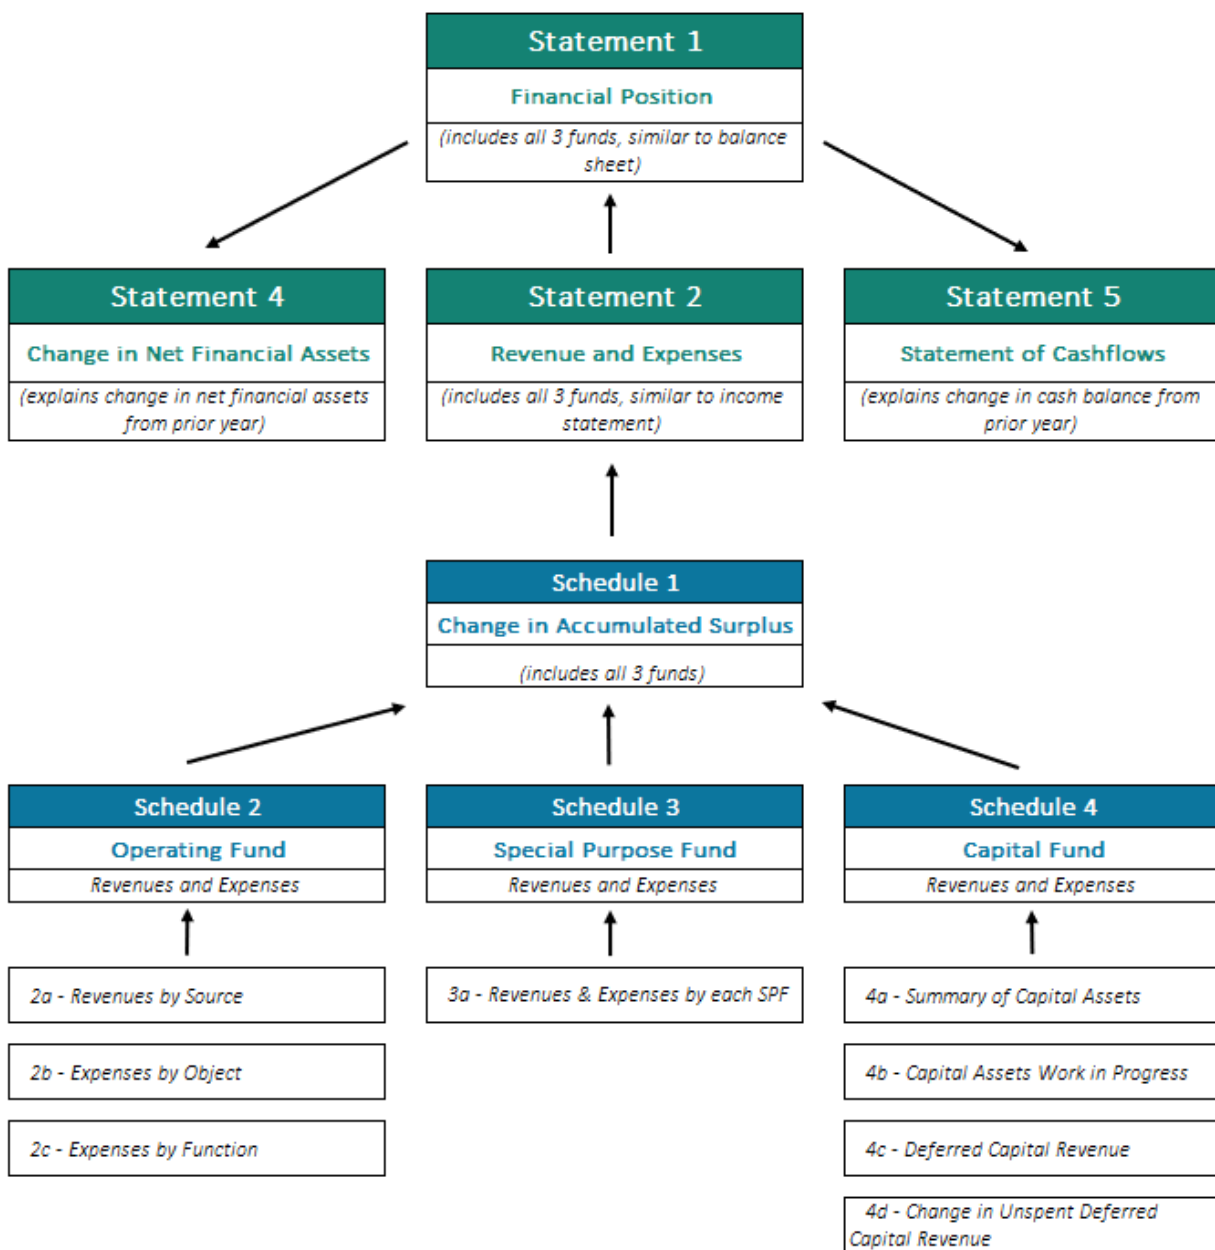 Statement 1
Financial Position
(includes all 3 funds, similar to balance
sheet)
Statement 4
Change in Net Financial Assets
(explains change in net financial assets
from prior year)
Statement 2
Revenue and Expenses
(includes all 3 funds, similar to income
statement)
Statement 5
Statement of Cashflows
(explains change in cash balance from
prior year)
Schedule 1
Change in Accumulated Surplus
(includes all 3 funds)
Schedule 2
Operating Fund
Revenues and Expenses
Schedule 3
Special Purpose Fund
Revenues and Expenses
Schedule 4
Capital Fund
Revenues and Expenses
2a - Revenues by Source
2b - Expenses by Object
2c - Expenses by Function
3a - Revenues & Expenses by each SPF
4a - Summary of Capital Assets
4b - Capital Assets Work in Progress
4c - Deferred Capital Revenue
4d - Change in Unspent Deferred
Capital Revenue